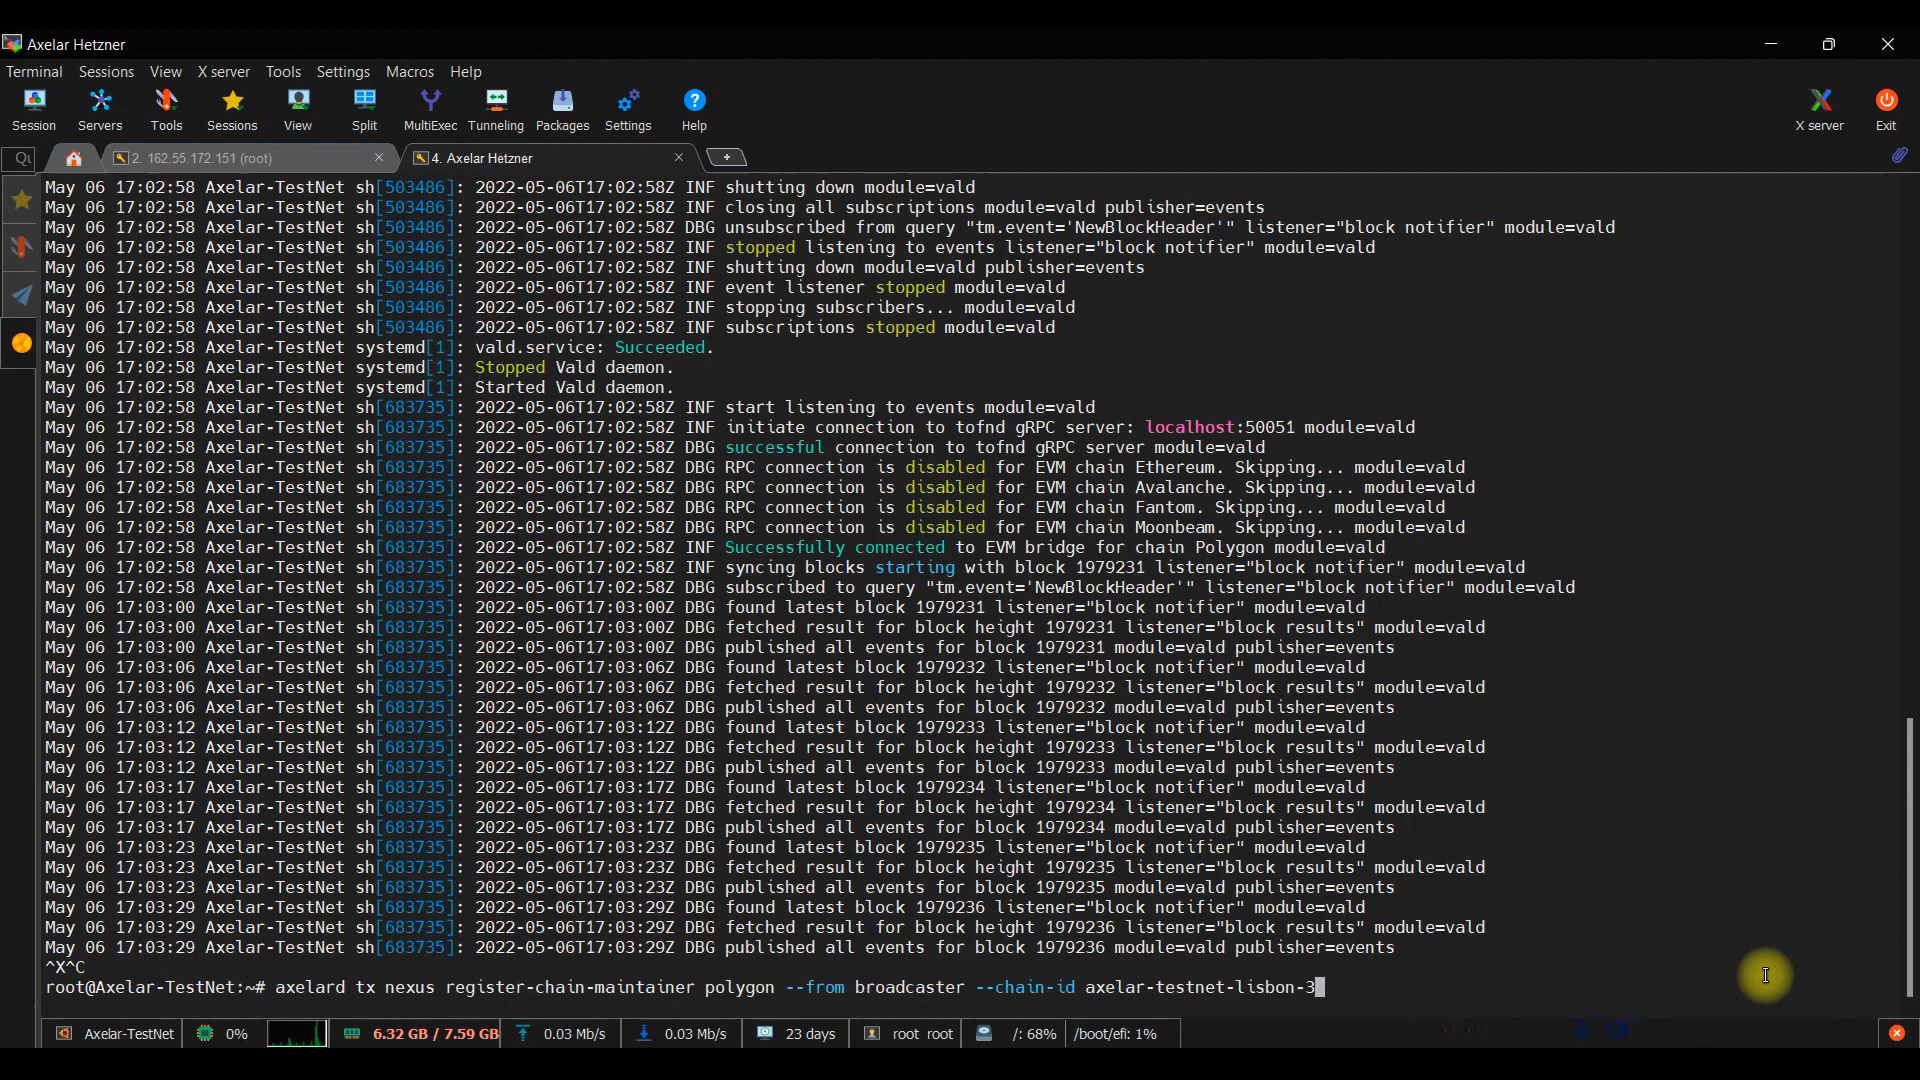 Axelar Hetzner
Terminal Sessions View X server Tools Settings Macros Help
Session Servers Tools Sessions View Split MultiExec Tunneling Packages Settings Help X server Exit
Qu 2. 162.55.172.151 (root) 4. Axelar Hetzner
May 06 17:02:58 Axelar-TestNet sh[503486]: 2022-05-06T17:02:58Z INF shutting down module=vald
May 06 17:02:58 Axelar-TestNet sh[503486]: 2022-05-06T17:02:58Z INF closing all subscriptions module=vald publisher=events
May 06 17:02:58 Axelar-TestNet sh[503486]: 2022-05-06T17:02:58Z DBG unsubscribed from query "tm.event='NewBlockHeader'" listener="block notifier" module=vald
May 06 17:02:58 Axelar-TestNet sh[503486]: 2022-05-06T17:02:58Z INF stopped listening to events listener="block notifier" module=vald
May 06 17:02:58 Axelar-TestNet sh[503486]: 2022-05-06T17:02:58Z INF shutting down module=vald publisher=events
May 06 17:02:58 Axelar-TestNet sh[503486]: 2022-05-06T17:02:58Z INF event listener stopped module=vald
May 06 17:02:58 Axelar-TestNet sh[503486]: 2022-05-06T17:02:58Z INF stopping subscribers... module=vald
May 06 17:02:58 Axelar-TestNet sh[503486]: 2022-05-06T17:02:58Z INF subscriptions stopped module=vald
May 06 17:02:58 Axelar-TestNet systemd[1]: vald.service: Succeeded.
May 06 17:02:58 Axelar-TestNet systemd[1]: Stopped Vald daemon.
May 06 17:02:58 Axelar-TestNet systemd[1]: Started Vald daemon.
May 06 17:02:58 Axelar-TestNet sh[683735]: 2022-05-06T17:02:58Z INF start listening to events module=vald
May 06 17:02:58 Axelar-TestNet sh[683735]: 2022-05-06T17:02:58Z INF initiate connection to tofnd gRPC server: localhost:50051 module=vald
May 06 17:02:58 Axelar-TestNet sh[683735]: 2022-05-06T17:02:58Z DBG successful connection to tofnd gRPC server module=vald
May 06 17:02:58 Axelar-TestNet sh[683735]: 2022-05-06T17:02:58Z DBG RPC connection is disabled for EVM chain Ethereum. Skipping... module=vald
May 06 17:02:58 Axelar-TestNet sh[683735]: 2022-05-06T17:02:58Z DBG RPC connection is disabled for EVM chain Avalanche. Skipping... module=vald
May 06 17:02:58 Axelar-TestNet sh[683735]: 2022-05-06T17:02:58Z DBG RPC connection is disabled for EVM chain Fantom. Skipping... module=vald
May 06 17:02:58 Axelar-TestNet sh[683735]: 2022-05-06T17:02:58Z DBG RPC connection is disabled for EVM chain Moonbeam. Skipping... module=vald
May 06 17:02:58 Axelar-TestNet sh[683735]: 2022-05-06T17:02:58Z INF Successfully connected to EVM bridge for chain Polygon module=vald
May 06 17:02:58 Axelar-TestNet sh[683735]: 2022-05-06T17:02:58Z INF syncing blocks starting with block 1979231 listener="block notifier" module=vald
May 06 17:02:58 Axelar-TestNet sh[683735]: 2022-05-06T17:02:58Z DBG subscribed to query "tm.event='NewBlockHeader'" listener="block notifier" module=vald
May 06 17:03:00 Axelar-TestNet sh[683735]: 2022-05-06T17:03:00Z DBG found latest block 1979231 listener="block notifier" module=vald
May 06 17:03:00 Axelar-TestNet sh[683735]: 2022-05-06T17:03:00Z DBG fetched result for block height 1979231 listener="block results" module=vald
May 06 17:03:00 Axelar-TestNet sh[683735]: 2022-05-06T17:03:00Z DBG published all events for block 1979231 module=vald publisher=events
May 06 17:03:06 Axelar-TestNet sh[683735]: 2022-05-06T17:03:06Z DBG found latest block 1979232 listener="block notifier" module=vald
May 06 17:03:06 Axelar-TestNet sh[683735]: 2022-05-06T17:03:06Z DBG fetched result for block height 1979232 listener="block results" module=vald
May 06 17:03:06 Axelar-TestNet sh[683735]: 2022-05-06T17:03:06Z DBG published all events for block 1979232 module=vald publisher=events
May 06 17:03:12 Axelar-TestNet sh[683735]: 2022-05-06T17:03:12Z DBG found latest block 1979233 listener="block notifier" module=vald
May 06 17:03:12 Axelar-TestNet sh[683735]: 2022-05-06T17:03:12Z DBG fetched result for block height 1979233 listener="block results" module=vald
May 06 17:03:12 Axelar-TestNet sh[683735]: 2022-05-06T17:03:12Z DBG published all events for block 1979233 module=vald publisher=events
May 06 17:03:17 Axelar-TestNet sh[683735]: 2022-05-06T17:03:17Z DBG found latest block 1979234 listener="block notifier" module=vald
May 06 17:03:17 Axelar-TestNet sh[683735]: 2022-05-06T17:03:17Z DBG fetched result for block height 1979234 listener="block results" module=vald
May 06 17:03:17 Axelar-TestNet sh[683735]: 2022-05-06T17:03:17Z DBG published all events for block 1979234 module=vald publisher=events
May 06 17:03:23 Axelar-TestNet sh[683735]: 2022-05-06T17:03:23Z DBG found latest block 1979235 listener="block notifier" module=vald
May 06 17:03:23 Axelar-TestNet sh[683735]: 2022-05-06T17:03:23Z DBG fetched result for block height 1979235 listener="block results" module=vald
May 06 17:03:23 Axelar-TestNet sh[683735]: 2022-05-06T17:03:23Z DBG published all events for block 1979235 module=vald publisher=events
May 06 17:03:29 Axelar-TestNet sh[683735]: 2022-05-06T17:03:29Z DBG found latest block 1979236 listener="block notifier" module=vald
May 06 17:03:29 Axelar-TestNet sh[683735]: 2022-05-06T17:03:29Z DBG fetched result for block height 1979236 listener="block results" module=vald
May 06 17:03:29 Axelar-TestNet sh[683735]: 2022-05-06T17:03:29Z DBG published all events for block 1979236 module=vald publisher=events
^X^C
root@Axelar-TestNet:~# axelard tx nexus register-chain-maintainer polygon --from broadcaster --chain-id axelar-testnet-lisbon-3
Axelar-TestNet 0% 6.32 GB / 7.59 GB 0.03 Mb/s 0.03 Mb/s 23 days root root /: 68% /boot/efi: 1%